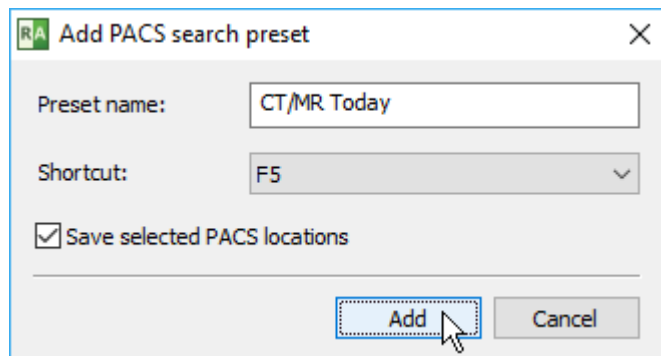 RA Add PACS search preset
Preset name: CT/MR Today
Shortcut: F5
Save selected PACS locations
Add Cancel